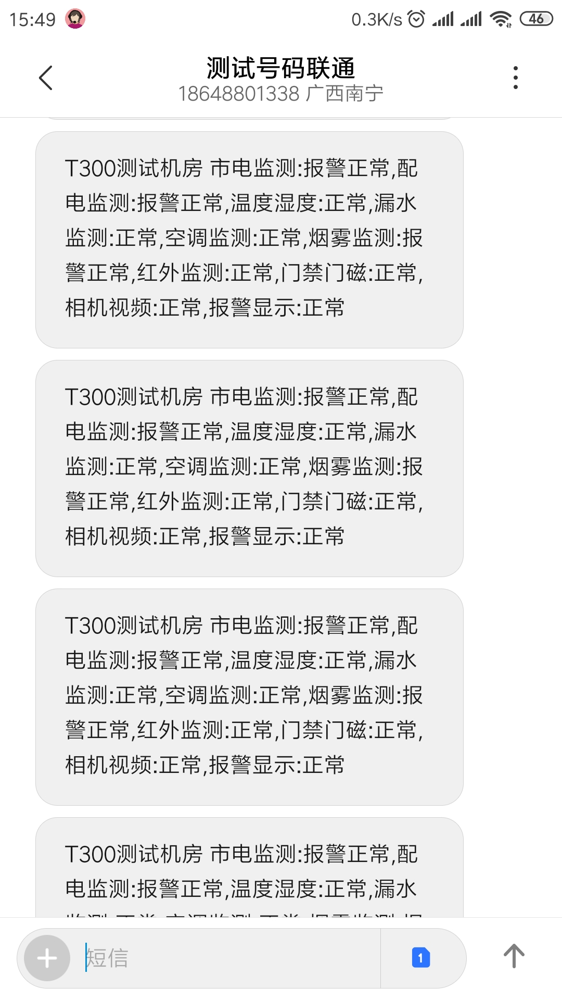 15:49
0.3K/s
46
测试号码联通
18648801338 广西南宁
T300测试机房 市电监测:报警正常,配
电监测:报警正常,温度湿度:正常,漏水
监测:正常,空调监测:正常,烟雾监测:报
警正常,红外监测:正常,门禁门磁:正常,
相机视频:正常,报警显示:正常
T300测试机房 市电监测:报警正常,配
电监测:报警正常,温度湿度:正常,漏水
监测:正常,空调监测:正常,烟雾监测:报
警正常,红外监测:正常,门禁门磁:正常,
相机视频:正常,报警显示:正常
T300测试机房 市电监测:报警正常,配
电监测:报警正常,温度湿度:正常,漏水
监测:正常,空调监测:正常,烟雾监测:报
警正常,红外监测:正常,门禁门磁:正常,
相机视频:正常,报警显示:正常
T300测试机房 市电监测:报警正常,配
电监测:报警正常,温度湿度:正常,漏水
短信
1